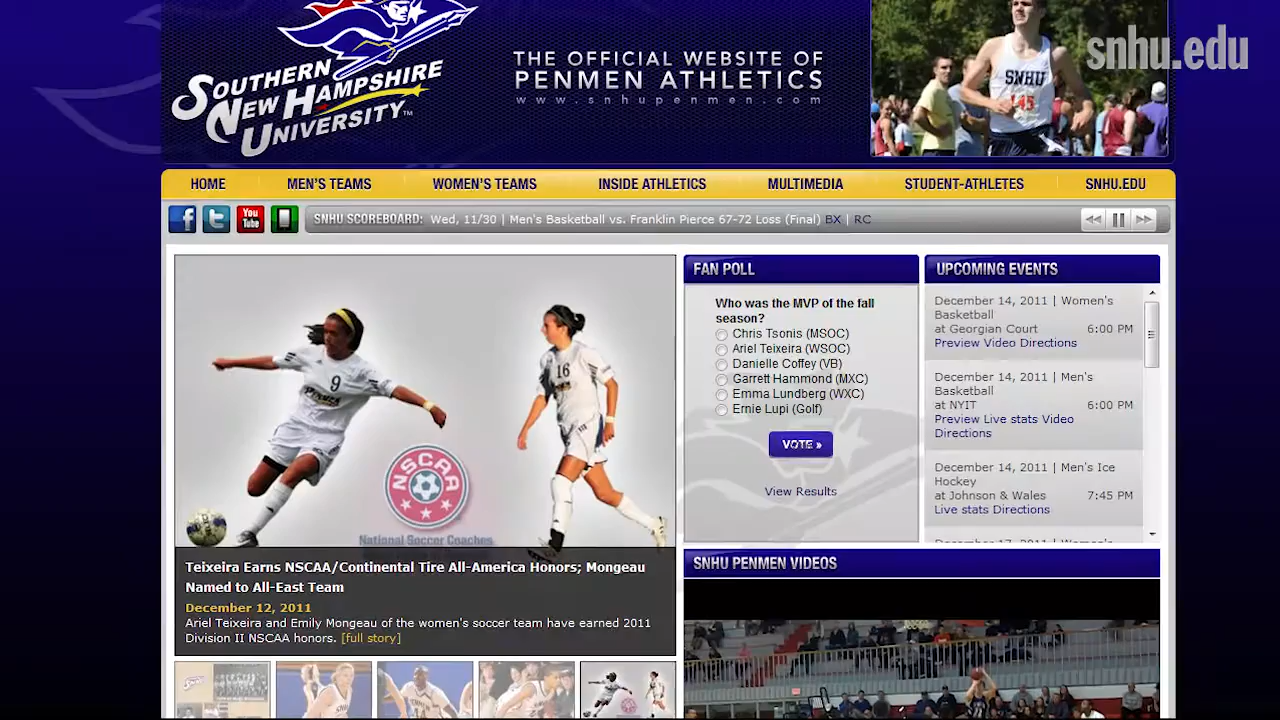 snhu.edu
SOUTHERN
NEW HAMPSHIRE
UNIVERSITY™
THE OFFICIAL WEBSITE OF
PENMEN ATHLETICS
www.snhupenmen.com
SNHU
145
HOME MEN'S TEAMS WOMEN'S TEAMS INSIDE ATHLETICS MULTIMEDIA STUDENT-ATHLETES SNHU.EDU
You
Tube
SNHU SCOREBOARD: Wed, 11/30 | Men's Basketball vs. Franklin Pierce 67-72 Loss (Final) BX | RC
9
16
NSCAA
National Soccer Coaches
Teixeira Earns NSCAA/Continental Tire All-America Honors; Mongeau
Named to All-East Team
December 12, 2011
Ariel Teixeira and Emily Mongeau of the women's soccer team have earned 2011
Division II NSCAA honors. [full story]
FAN POLL
Who was the MVP of the fall
season?
Chris Tsonis (MSOC)
Ariel Teixeira (WSOC)
Danielle Coffey (VB)
Garrett Hammond (MXC)
Emma Lundberg (WXC)
Ernie Lupi (Golf)
VOTE »
View Results
UPCOMING EVENTS
December 14, 2011 | Women's
Basketball
at Georgian Court 6:00 PM
Preview Video Directions
December 14, 2011 | Men's
Basketball
at NYIT 6:00 PM
Preview Live stats Video
Directions
December 14, 2011 | Men's Ice
Hockey
at Johnson & Wales 7:45 PM
Live stats Directions
SNHU PENMEN VIDEOS